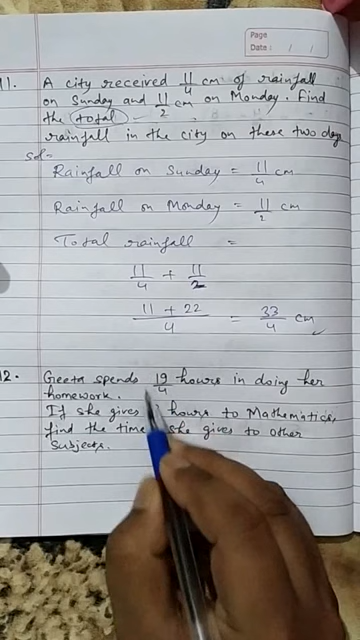 Page
Date: / /
11. A city received 11/4 cm of rainfall
on Sunday and 11/2 cm on Monday. Find
the total
rainfall in the city on these two day
Sol=
Rainfall on Sunday = 11/4 cm
Rainfall on Monday = 11/2 cm
Total rainfall =
11/4 + 11/2
11 + 22/4 = 33/4 cm
12. Geeta spends 19/4 hours in doing her
homework.
If she gives hours to Mathematics,
find the time she gives to other
subjects.